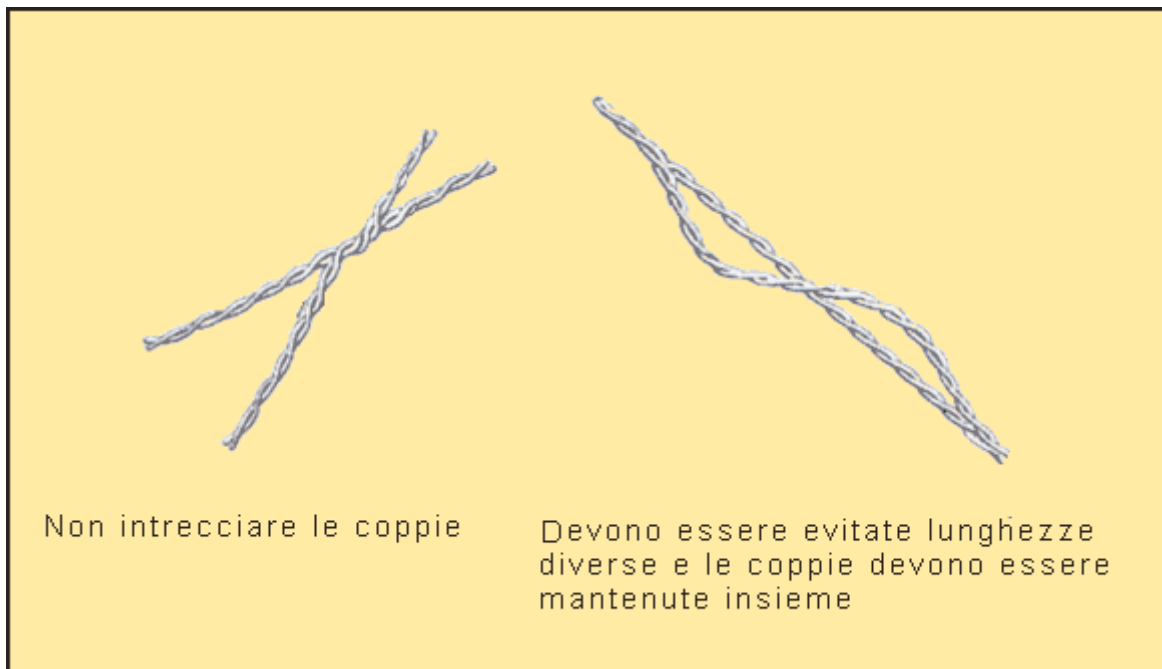 Non intrecciare le coppie
Devono essere evitate lunghezze
diverse e le coppie devono essere
mantenute insieme